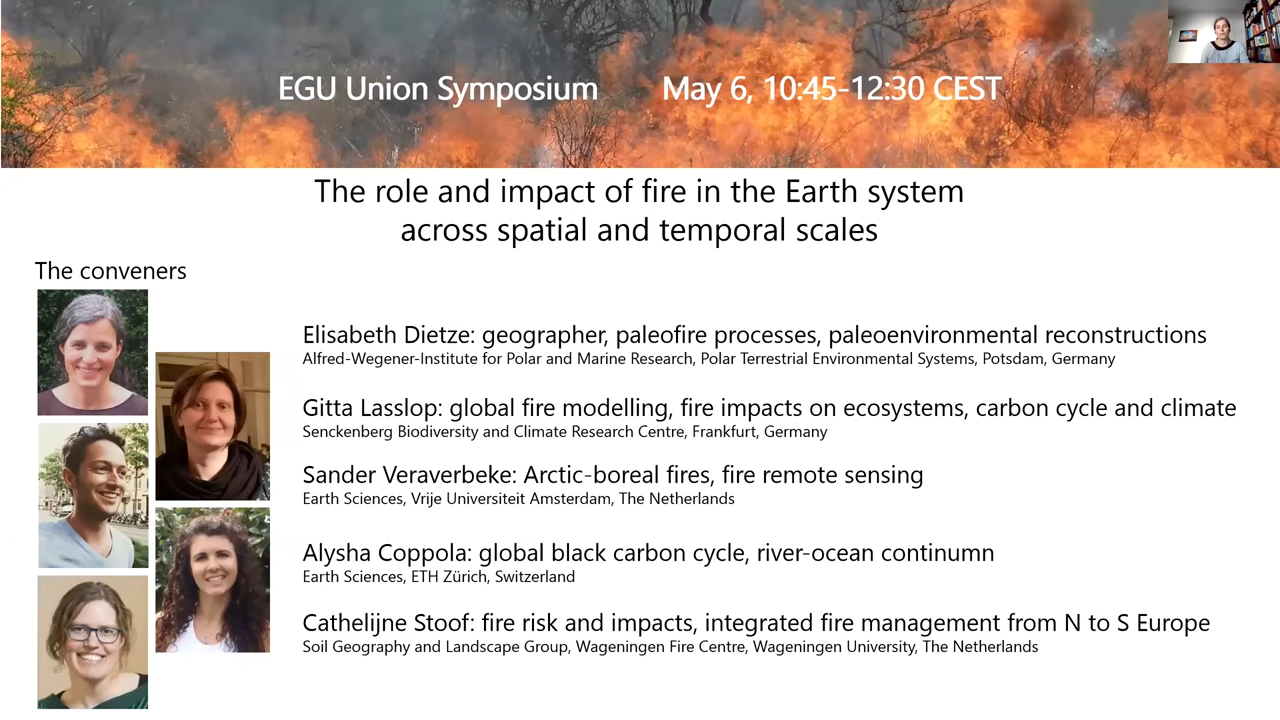 EGU Union Symposium May 6, 10:45-12:30 CEST
The role and impact of fire in the Earth system
across spatial and temporal scales
The conveners
Elisabeth Dietze: geographer, paleofire processes, paleoenvironmental reconstructions
Alfred-Wegener-Institute for Polar and Marine Research, Polar Terrestrial Environmental Systems, Potsdam, Germany
Gitta Lasslop: global fire modelling, fire impacts on ecosystems, carbon cycle and climate
Senckenberg Biodiversity and Climate Research Centre, Frankfurt, Germany
Sander Veraverbeke: Arctic-boreal fires, fire remote sensing
Earth Sciences, Vrije Universiteit Amsterdam, The Netherlands
Alysha Coppola: global black carbon cycle, river-ocean continumn
Earth Sciences, ETH Zürich, Switzerland
Cathelijne Stoof: fire risk and impacts, integrated fire management from N to S Europe
Soil Geography and Landscape Group, Wageningen Fire Centre, Wageningen University, The Netherlands